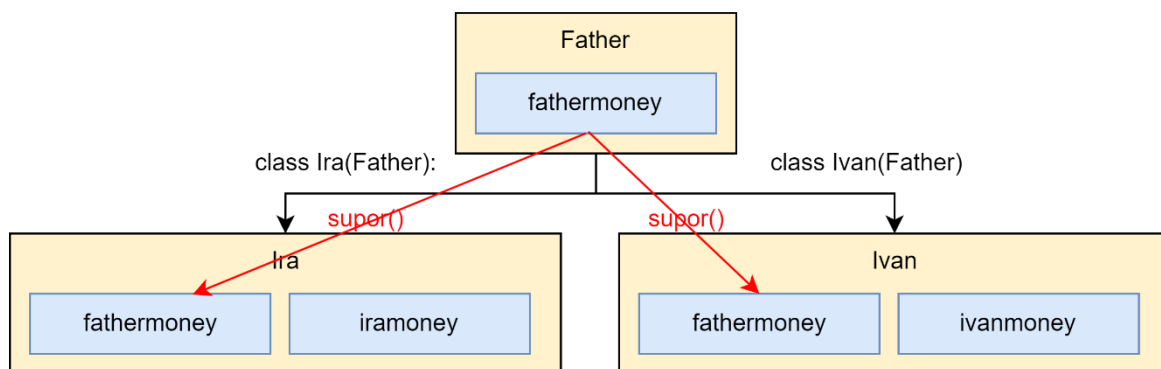 Father
fathermoney
class Ira(Father):
class Ivan(Father)
supor()
supor()
Ira
Ivan
fathermoney
iramoney
fathermoney
ivanmoney